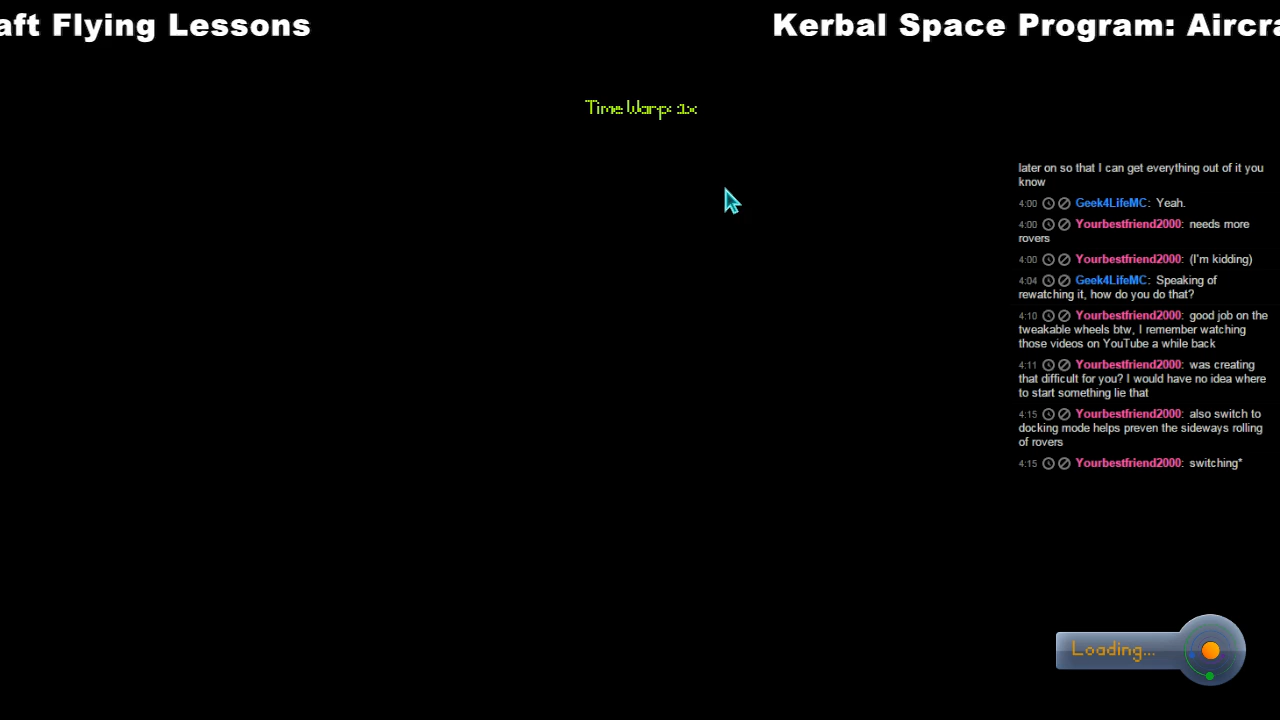 aft Flying Lessons
Kerbal Space Program: Aircra
Time Warp: 1x
later on so that I can get everything out of it you
know
4:00 Geek4LifeMC: Yeah.
4:00 Yourbestfriend2000: needs more
rovers
4:00 Yourbestfriend2000: (I'm kidding)
4:04 Geek4LifeMC: Speaking of
rewatching it, how do you do that?
4:10 Yourbestfriend2000: good job on the
tweakable wheels btw, I remember watching
those videos on YouTube a while back
4:11 Yourbestfriend2000: was creating
that difficult for you? I would have no idea where
to start something lie that
4:15 Yourbestfriend2000: also switch to
docking mode helps preven the sideways rolling
of rovers
4:15 Yourbestfriend2000: switching*
Loading...